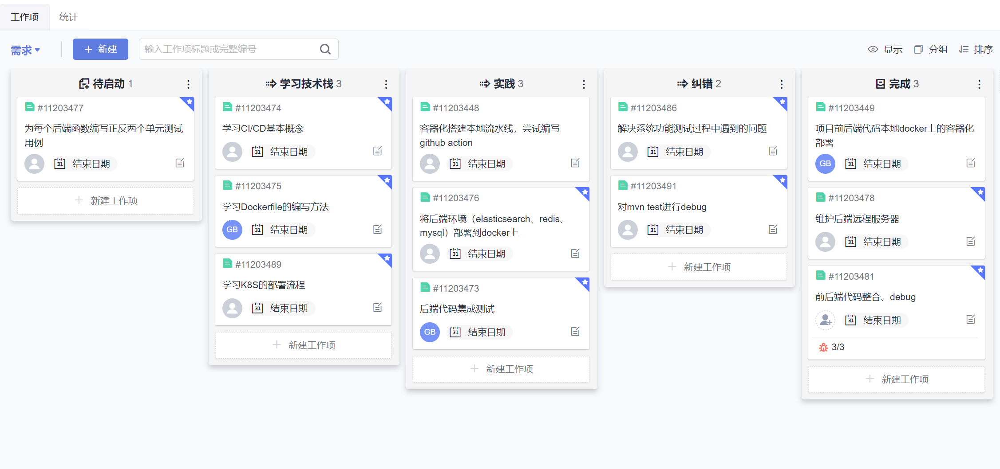 工作项
统计
需求
新建
输入工作项标题或完整编号
显示
分组
排序
待启动 1
#11203477
为每个后端函数编写正反两个单元测试
用例
31 结束日期
新建工作项
学习技术栈 3
#11203474
学习CI/CD基本概念
31 结束日期
#11203475
学习Dockerfile的编写方法
GB 31 结束日期
#11203489
学习K8S的部署流程
31 结束日期
新建工作项
实践 3
#11203448
容器化搭建本地流水线，尝试编写
github action
31 结束日期
#11203476
将后端环境（elasticsearch、redis、
mysql）部署到docker上
31 结束日期
#11203473
后端代码集成测试
GB 31 结束日期
新建工作项
纠错 2
#11203486
解决系统功能测试过程中遇到的问题
31 结束日期
#11203491
对mvn test进行debug
31 结束日期
新建工作项
完成 3
#11203449
项目前后端代码本地docker上的容器化
部署
GB 31 结束日期
#11203478
维护后端远程服务器
31 结束日期
#11203481
前后端代码整合、debug
31 结束日期
3/3
新建工作项